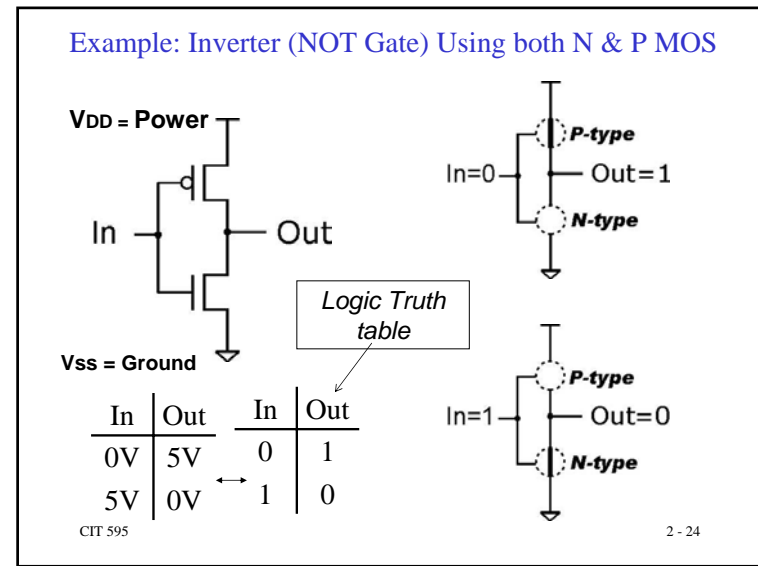 Example: Inverter (NOT Gate) Using both N & P MOS
VDD = Power
In
Out
Vss = Ground
Logic Truth
table
In Out
0V 5V
5V 0V
In Out
0 1
1 0
P-type
In=0
Out=1
N-type
P-type
In=1
Out=0
N-type
CIT 595
2 - 24